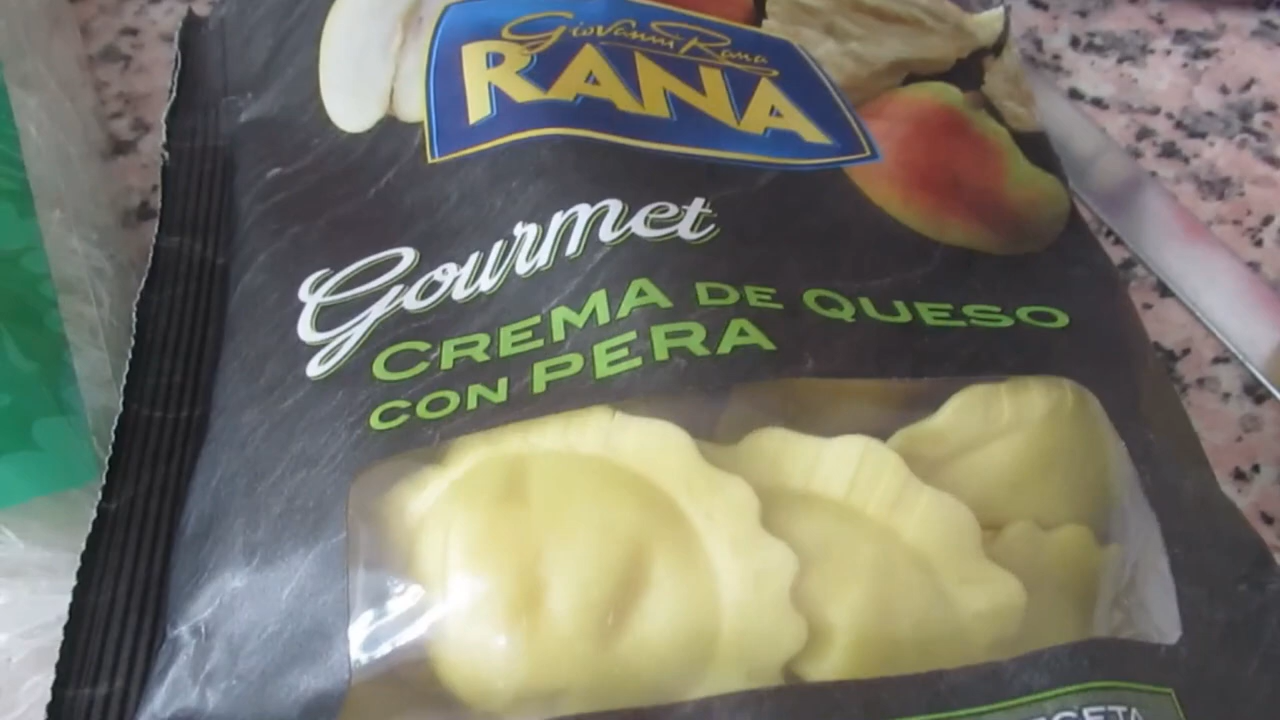 Giovanni Rana
RANA
Gourmet
CREMA DE QUESO
CON PERA